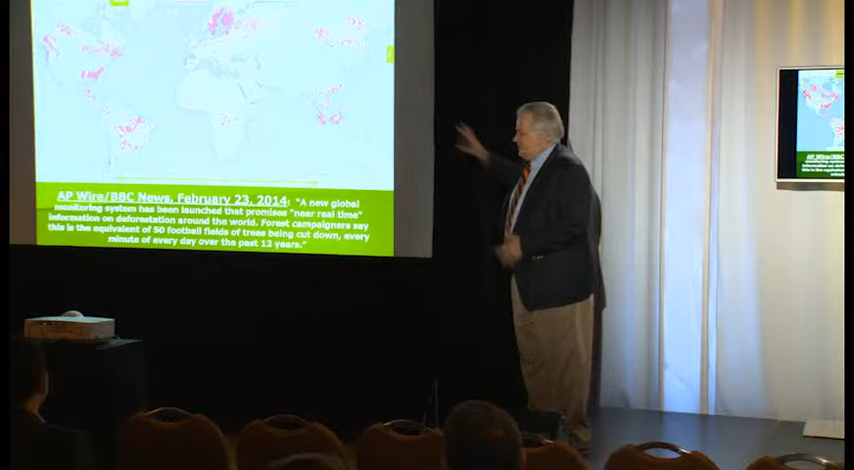 AP Wire/BBC News, February 23, 2014: "A new global
monitoring system has been launched that promises "near real time"
information on deforestation around the world. Forest campaigners say
this is the equivalent of 50 football fields of trees being cut down, every
minute of every day over the past 12 years."